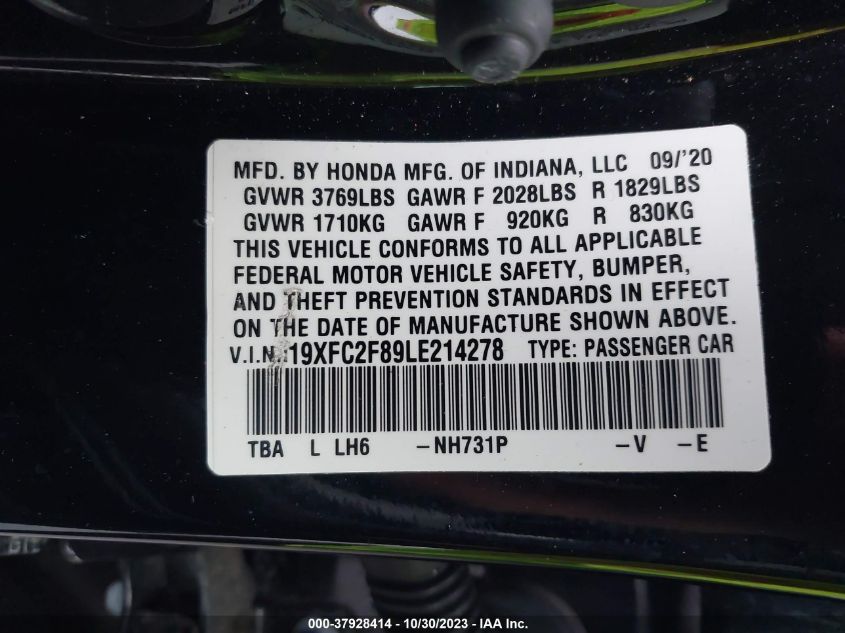 MFD. BY HONDA MFG. OF INDIANA, LLC 09/'20
GVWR 3769LBS GAWR F 2028LBS R 1829LBS
GVWR 1710KG GAWR F 920KG R 830KG
THIS VEHICLE CONFORMS TO ALL APPLICABLE
FEDERAL MOTOR VEHICLE SAFETY, BUMPER,
AND THEFT PREVENTION STANDARDS IN EFFECT
ON THE DATE OF MANUFACTURE SHOWN ABOVE.
V.I.N.:19XFC2F89LE214278 TYPE: PASSENGER CAR
TBA L LH6 -NH731P -V -E
000-37928414 - 10/30/2023 - IAA Inc.